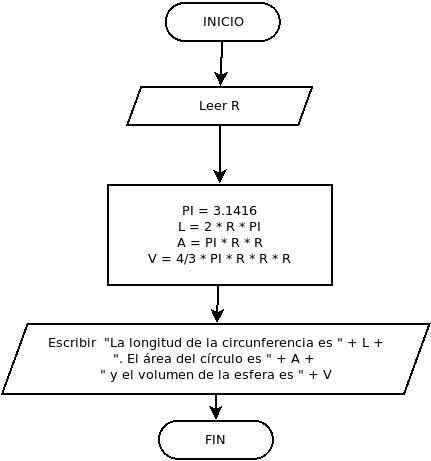 INICIO
Leer R
PI = 3.1416
L = 2 * R * PI
A = PI * R * R
V = 4/3 * PI * R * R * R
Escribir  "La longitud de la circunferencia es " + L +
". El área del círculo es " + A +
" y el volumen de la esfera es " + V
FIN